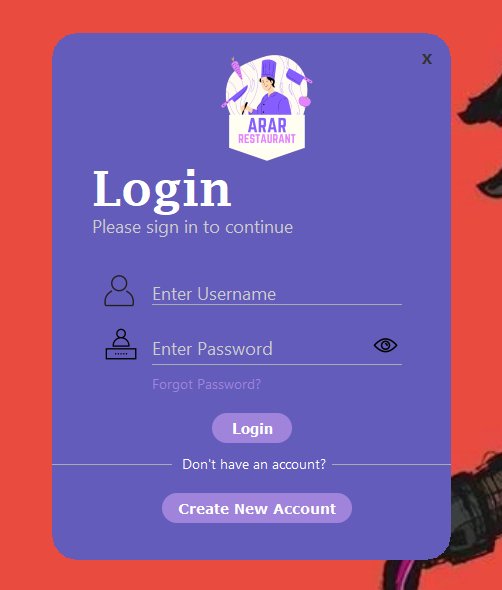 X
ARAR
RESTAURANT
Login
Please sign in to continue
Enter Username
Enter Password
Forgot Password?
Login
Don't have an account?
Create New Account